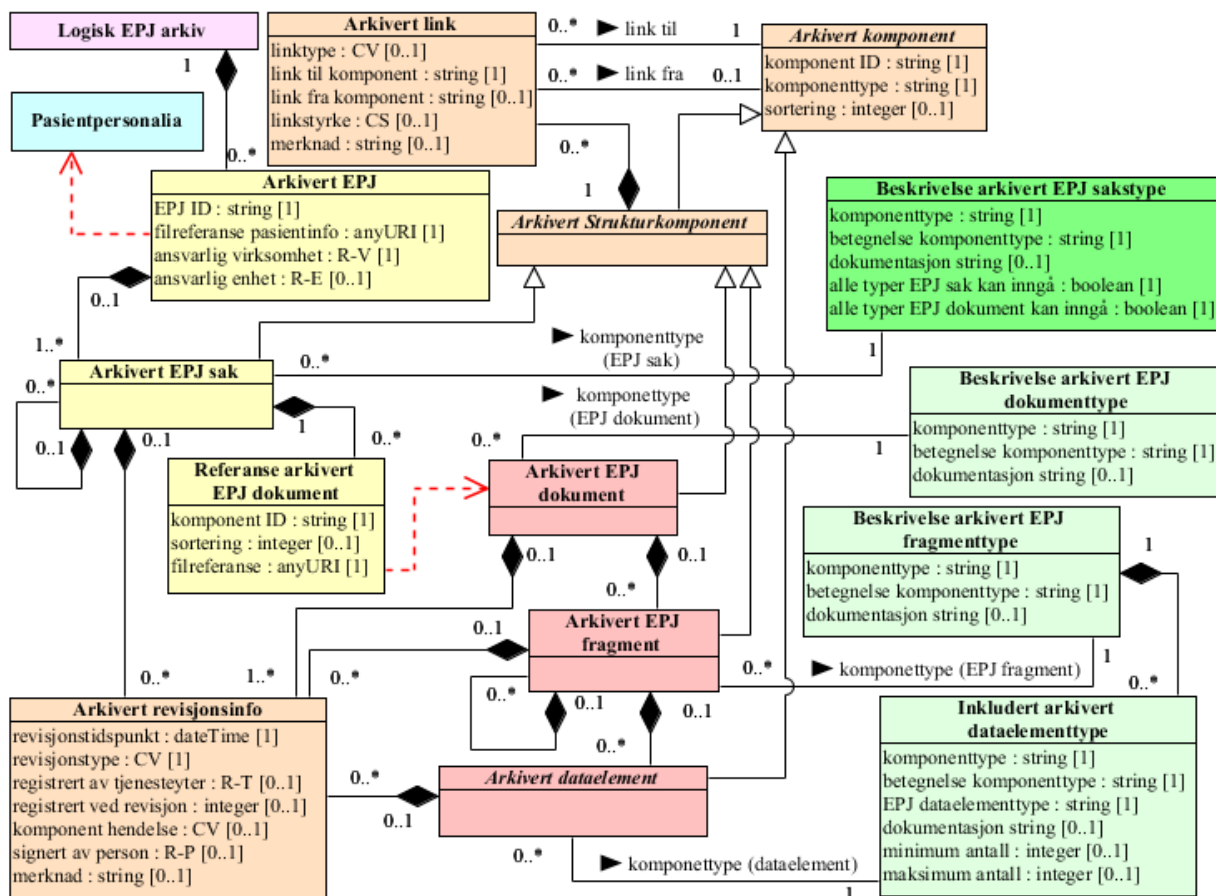 Logisk EPJ arkiv
1
0..*
Pasientpersonalia
Arkivert link
linktype : CV [0..1]
link til komponent : string [1]
link fra komponent : string [0..1]
linkstyrke : CS [0..1]
merknad : string [0..1]
0..*
link til
1
0..*
link fra
0..1
Arkivert komponent
komponent ID : string [1]
komponenttype : string [1]
sortering : integer [0..1]
0..*
1
Arkivert EPJ
EPJ ID : string [1]
filreferanse pasientinfo : anyURI [1]
ansvarlig virksomhet : R-V [1]
ansvarlig enhet : R-E [0..1]
0..1
1..*
Arkivert Strukturkomponent
Beskrivelse arkivert EPJ sakstype
komponenttype : string [1]
betegnelse komponenttype : string [1]
dokumentasjon string [0..1]
alle typer EPJ sak kan inngå : boolean [1]
alle typer EPJ dokument kan inngå : boolean [1]
komponenttype
(EPJ sak)
0..*
1
Arkivert EPJ sak
0..*
0..1
0..1
1
0..*
komponettype
(EPJ dokument)
0..*
1
Beskrivelse arkivert EPJ
dokumenttype
komponenttype : string [1]
betegnelse komponenttype : string [1]
dokumentasjon string [0..1]
Referanse arkivert
EPJ dokument
komponent ID : string [1]
sortering : integer [0..1]
filreferanse : anyURI [1]
Arkivert EPJ
dokument
0..1
0..1
0..*
Beskrivelse arkivert EPJ
fragmenttype
komponenttype : string [1]
betegnelse komponenttype : string [1]
dokumentasjon string [0..1]
1
0..*
Arkivert EPJ
fragment
0..1
0..*
komponettype (EPJ fragment)
1
0..*
0..1
0..1
0..*
0..*
1..*
0..*
Arkivert revisjonsinfo
revisjonstidspunkt : dateTime [1]
revisjonstype : CV [1]
registrert av tjenesteyter : R-T [0..1]
registrert ved revisjon : integer [0..1]
komponent hendelse : CV [0..1]
signert av person : R-P [0..1]
merknad : string [0..1]
0..*
0..1
Arkivert dataelement
0..*
komponettype (dataelement)
1
Inkludert arkivert
dataelementtype
komponenttype : string [1]
betegnelse komponenttype : string [1]
EPJ dataelementtype : string [1]
dokumentasjon string [0..1]
minimum antall : integer [0..1]
maksimum antall : integer [0..1]